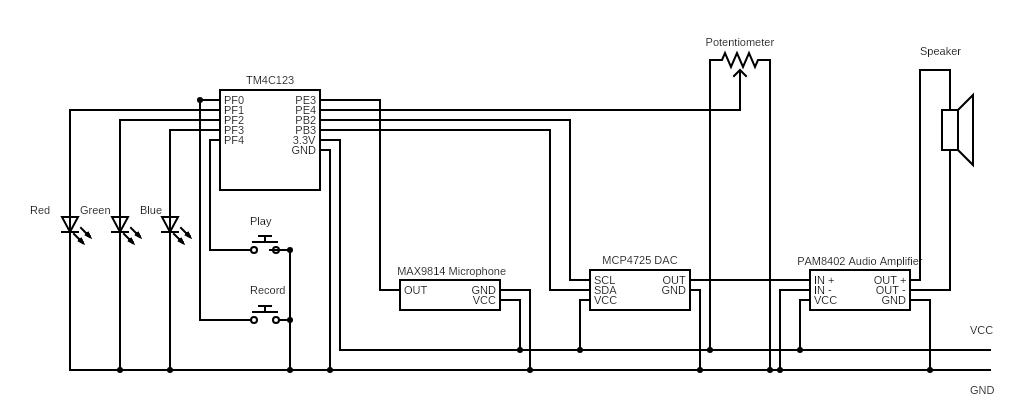 Potentiometer
Speaker
TM4C123
PF0
PF1
PF2
PF3
PF4
PE3
PE4
PB2
PB3
3.3V
GND
Red
Green
Blue
Play
Record
MAX9814 Microphone
OUT
GND
VCC
MCP4725 DAC
SCL
SDA
VCC
OUT
GND
PAM8402 Audio Amplifier
IN +
IN -
VCC
OUT +
OUT -
GND
VCC
GND